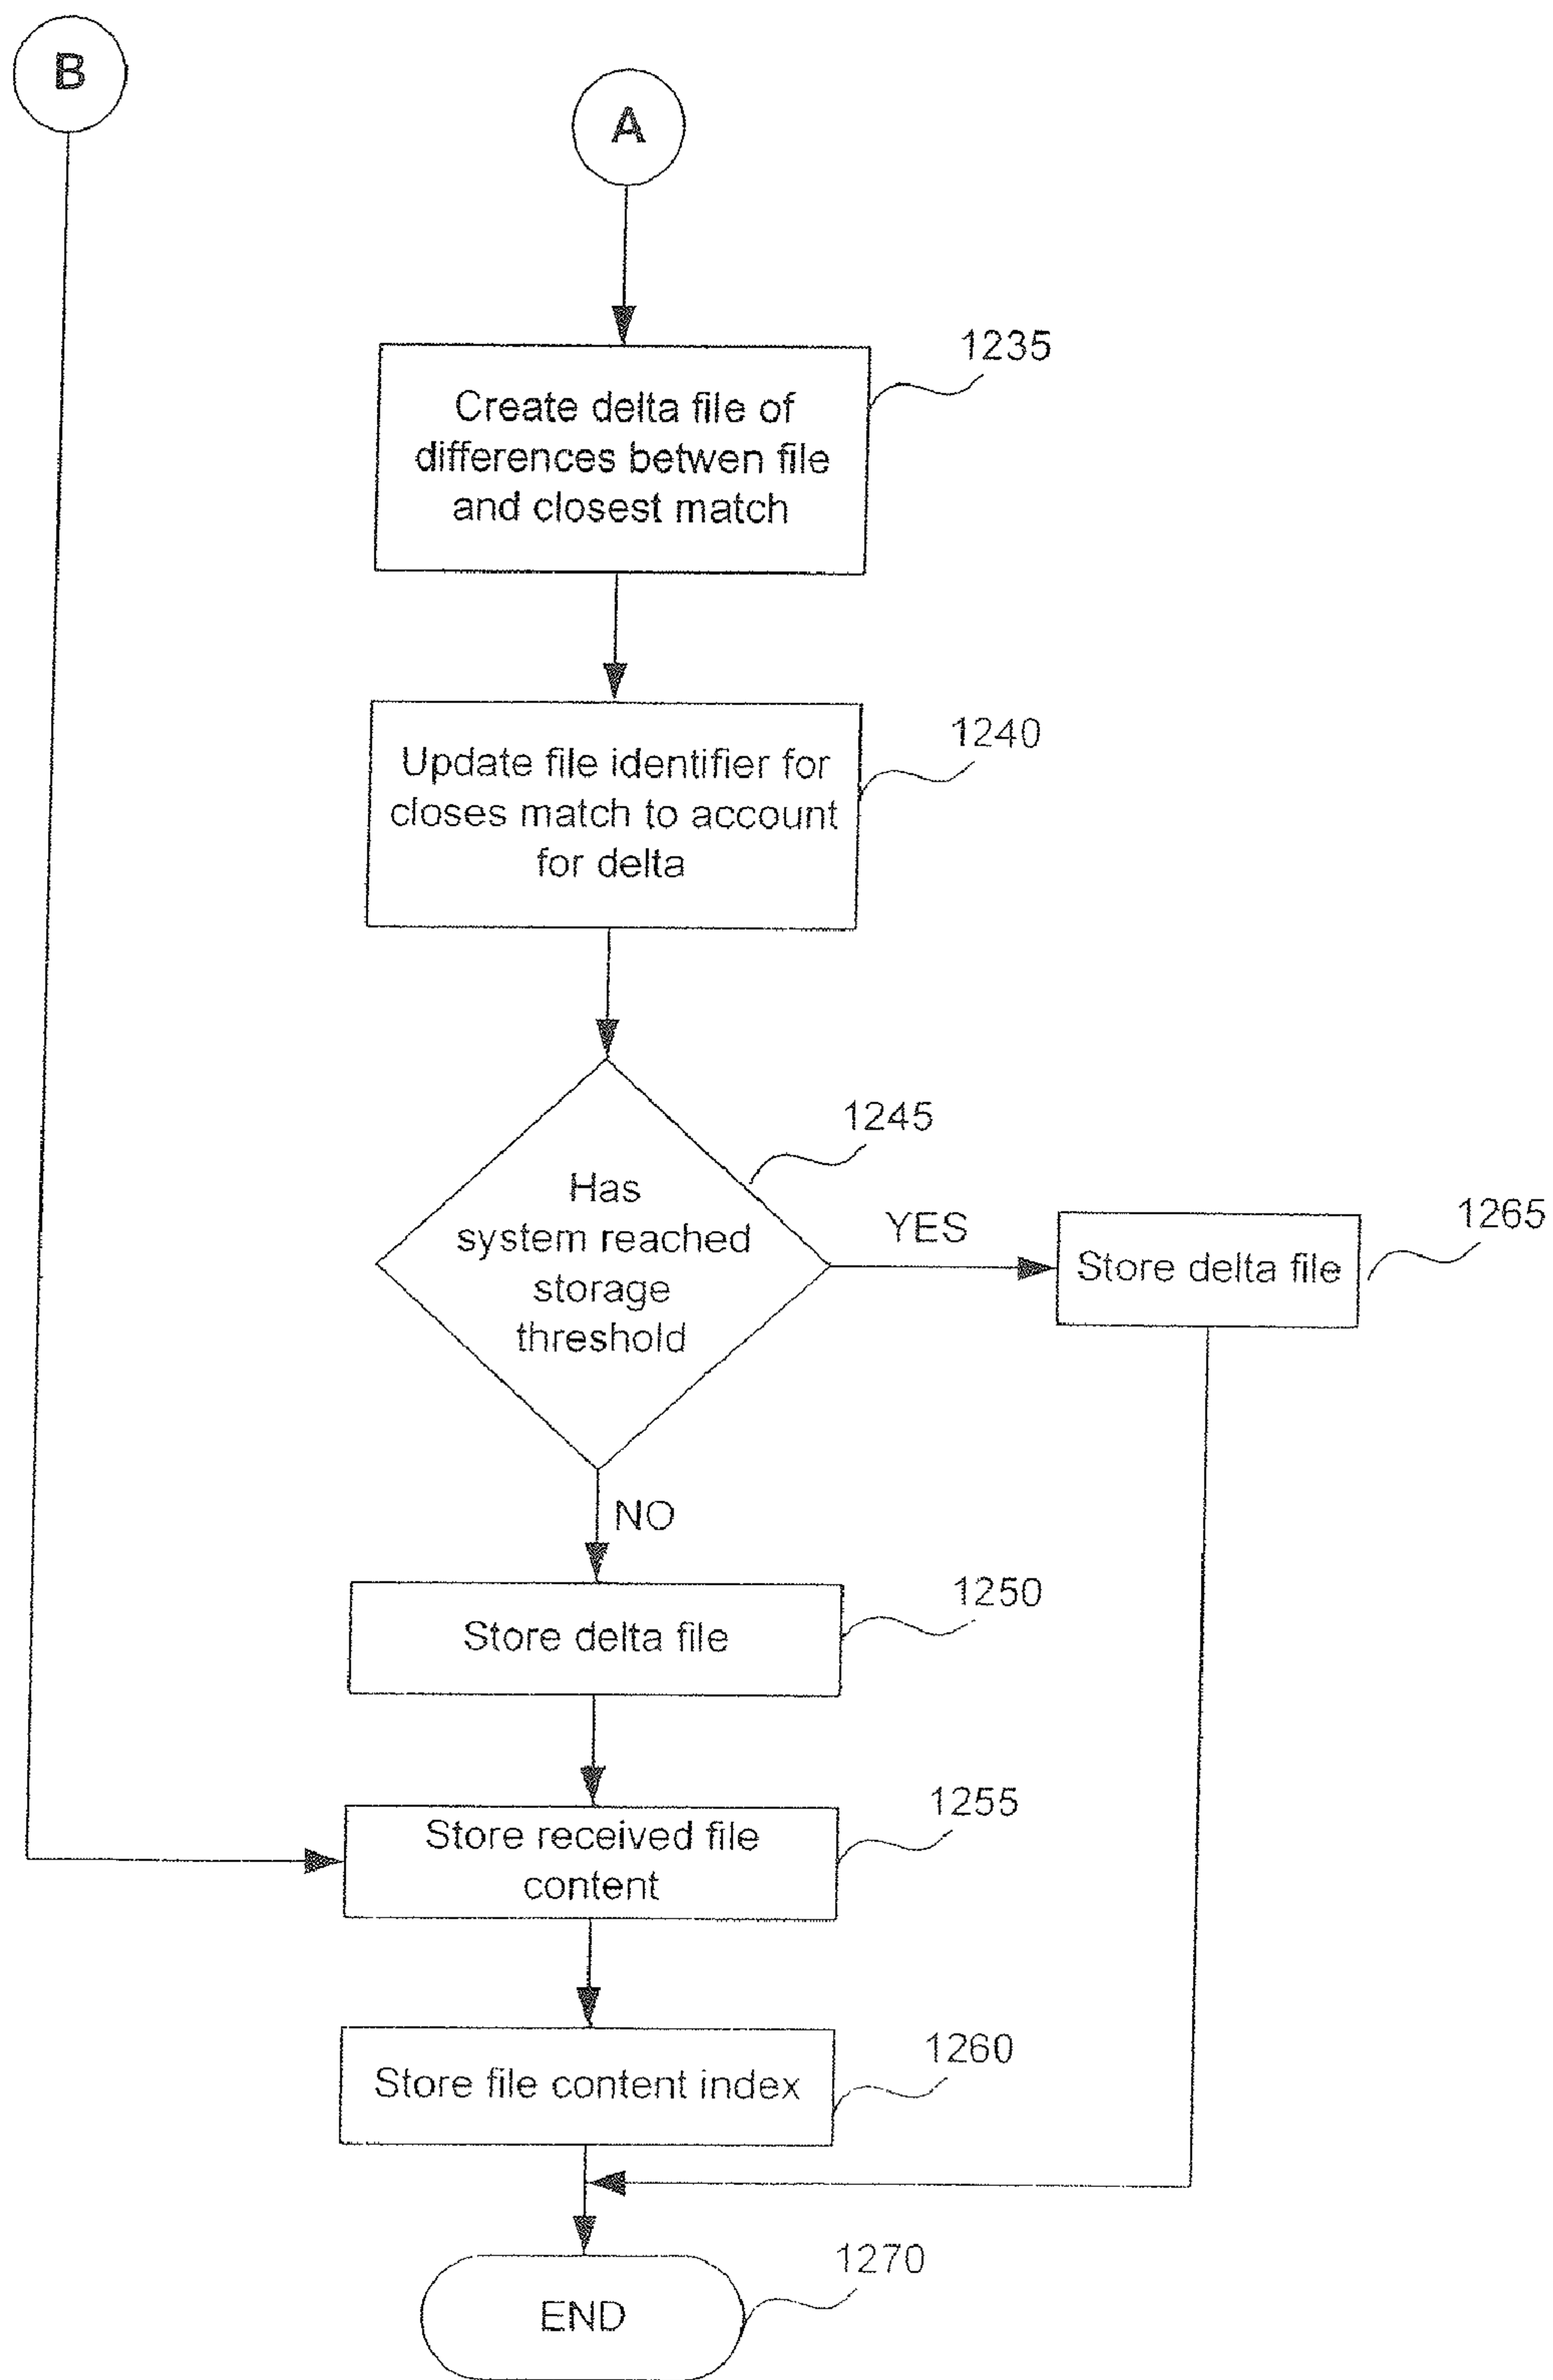 B
A
1235
Create delta file of
differences betwen file
and closest match
1240
Update file identifier for
closes match to account
for delta
1245
Has
system reached
storage
threshold
YES
1265
Store delta file
NO
1250
Store delta file
1255
Store received file
content
1260
Store file content index
1270
END